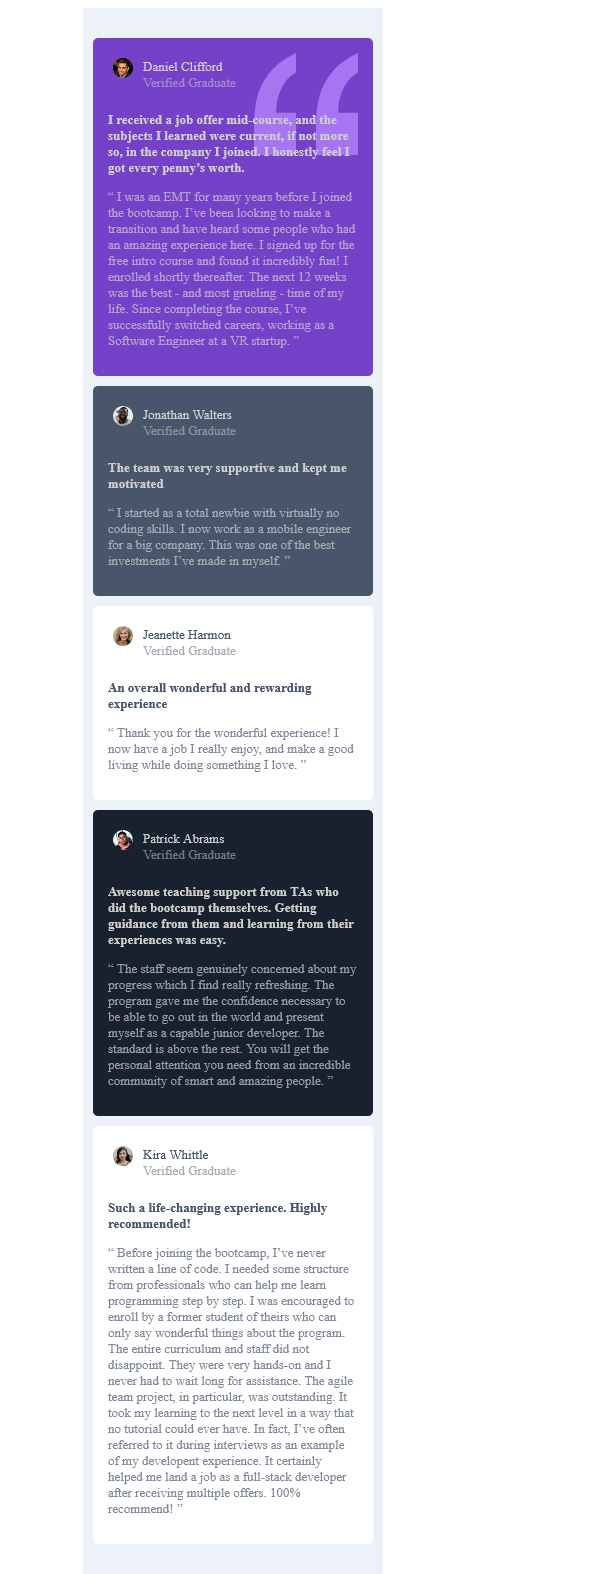 Daniel Clifford
Verified Graduate
I received a job offer mid-course, and the
subjects I learned were current, if not more
so, in the company I joined. I honestly feel I
got every penny’s worth.
“ I was an EMT for many years before I joined
the bootcamp. I’ve been looking to make a
transition and have heard some people who had
an amazing experience here. I signed up for the
free intro course and found it incredibly fun! I
enrolled shortly thereafter. The next 12 weeks
was the best - and most grueling - time of my
life. Since completing the course, I’ve
successfully switched careers, working as a
Software Engineer at a VR startup. ”
Jonathan Walters
Verified Graduate
The team was very supportive and kept me
motivated
“ I started as a total newbie with virtually no
coding skills. I now work as a mobile engineer
for a big company. This was one of the best
investments I’ve made in myself. ”
Jeanette Harmon
Verified Graduate
An overall wonderful and rewarding
experience
“ Thank you for the wonderful experience! I
now have a job I really enjoy, and make a good
living while doing something I love. ”
Patrick Abrams
Verified Graduate
Awesome teaching support from TAs who
did the bootcamp themselves. Getting
guidance from them and learning from their
experiences was easy.
“ The staff seem genuinely concerned about my
progress which I find really refreshing. The
program gave me the confidence necessary to
be able to go out in the world and present
myself as a capable junior developer. The
standard is above the rest. You will get the
personal attention you need from an incredible
community of smart and amazing people. ”
Kira Whittle
Verified Graduate
Such a life-changing experience. Highly
recommended!
“ Before joining the bootcamp, I’ve never
written a line of code. I needed some structure
from professionals who can help me learn
programming step by step. I was encouraged to
enroll by a former student of theirs who can
only say wonderful things about the program.
The entire curriculum and staff did not
disappoint. They were very hands-on and I
never had to wait long for assistance. The agile
team project, in particular, was outstanding. It
took my learning to the next level in a way that
no tutorial could ever have. In fact, I’ve often
referred to it during interviews as an example
of my developent experience. It certainly
helped me land a job as a full-stack developer
after receiving multiple offers. 100%
recommend! ”